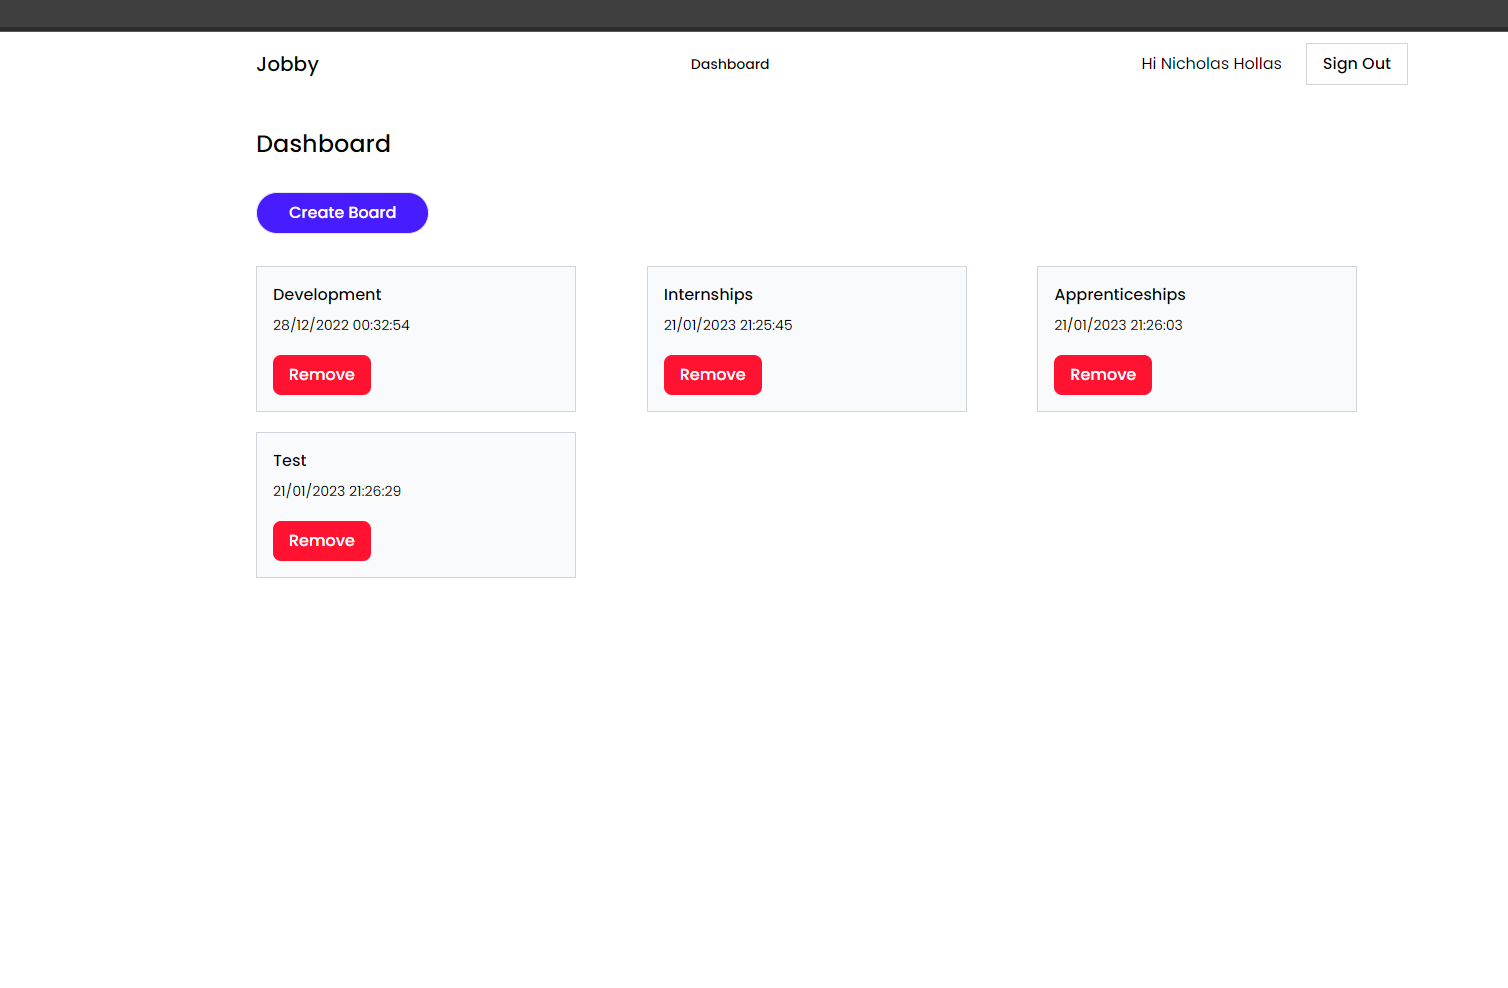 Jobby
Dashboard
Hi Nicholas Hollas
Sign Out
Dashboard
Create Board
Development
28/12/2022 00:32:54
Remove
Internships
21/01/2023 21:25:45
Remove
Apprenticeships
21/01/2023 21:26:03
Remove
Test
21/01/2023 21:26:29
Remove